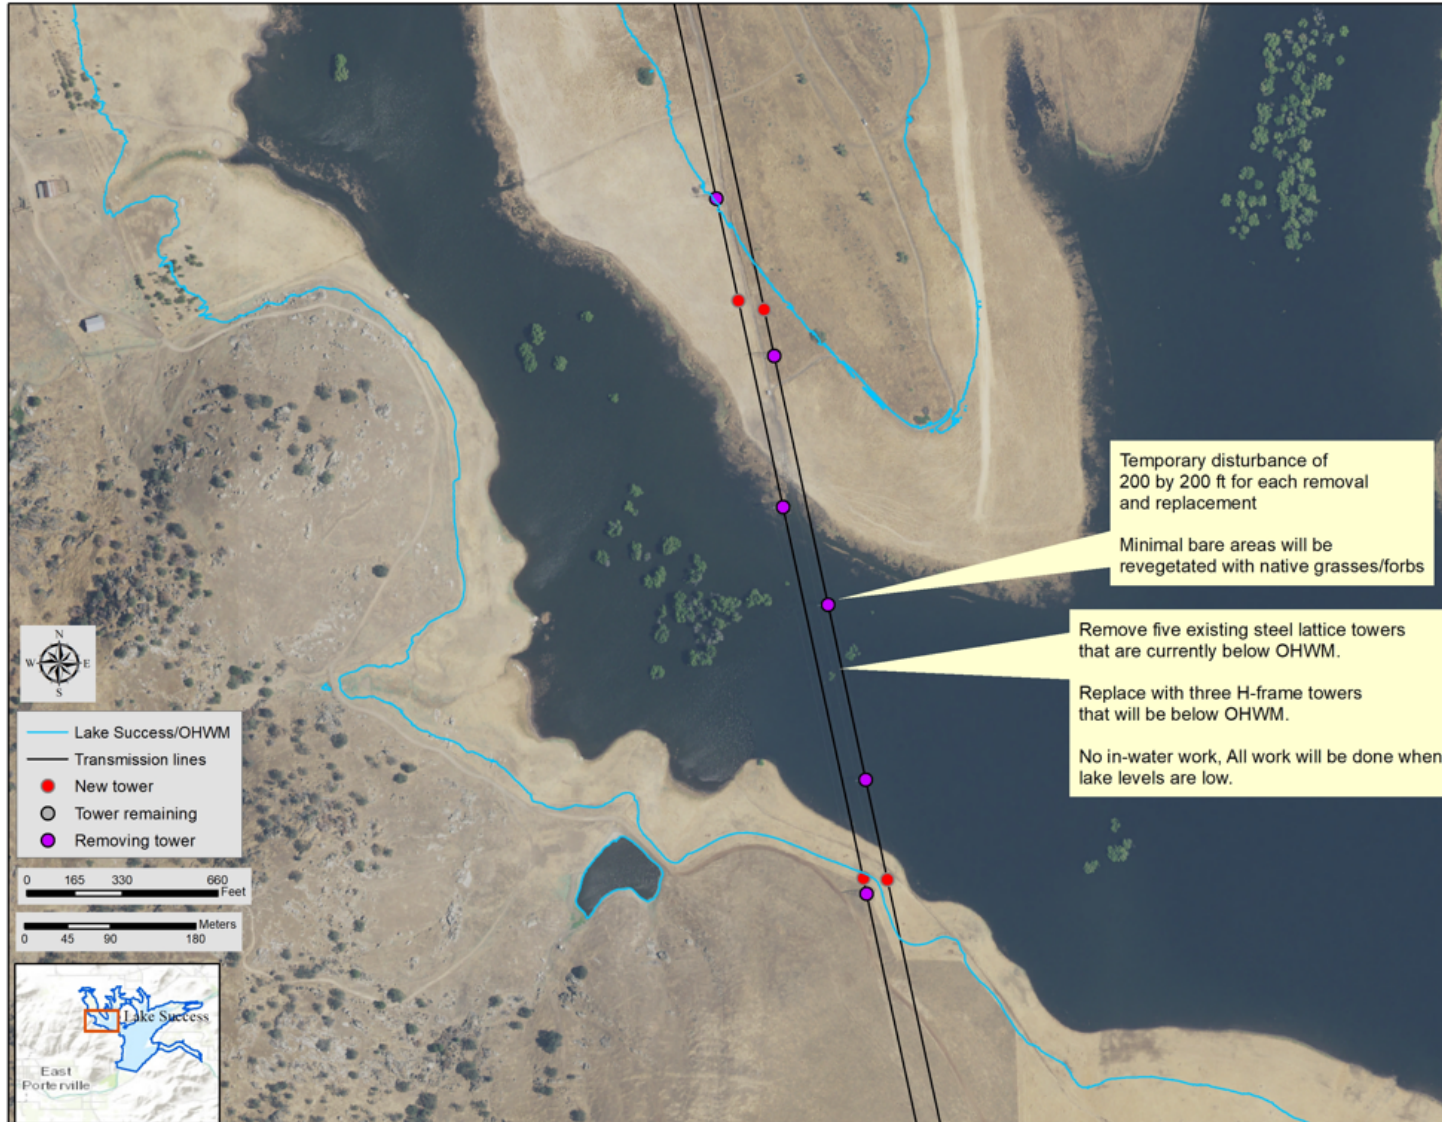 Temporary disturbance of
200 by 200 ft for each removal
and replacement
Minimal bare areas will be
revegetated with native grasses/forbs
Remove five existing steel lattice towers
that are currently below OHWM.
Replace with three H-frame towers
that will be below OHWM.
No in-water work, All work will be done when
lake levels are low.
N
W E
S
Lake Success/OHWM
Transmission lines
New tower
Tower remaining
Removing tower
0 165 330 660
Feet
Meters
0 45 90 180
Lake Success
East
Porterville